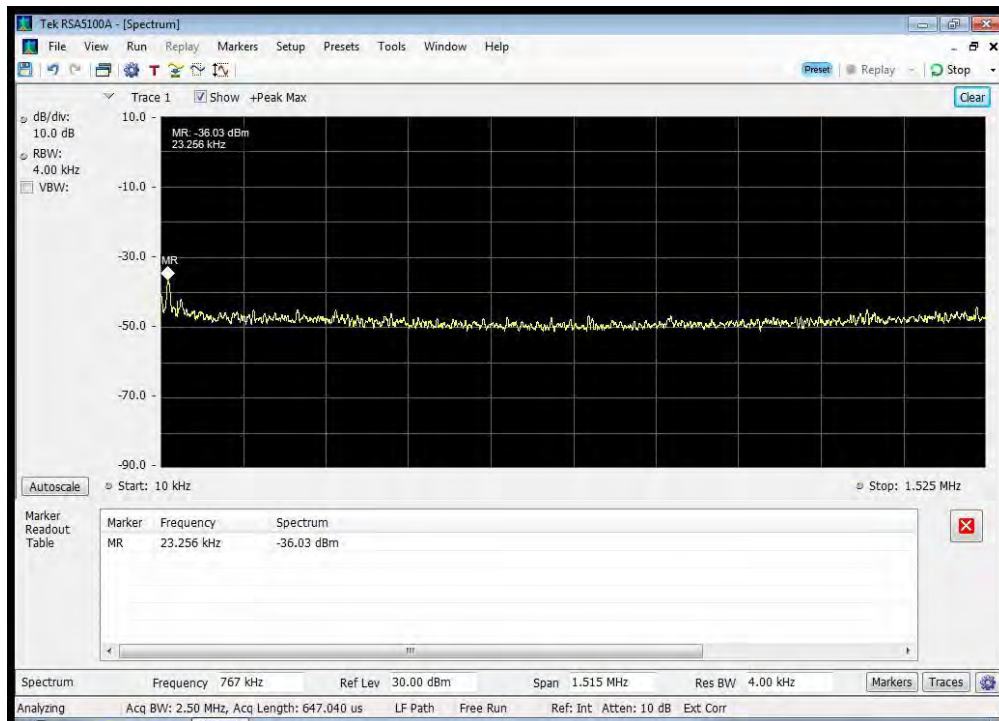 Tek RSA5100A - [Spectrum]
File View Run Replay Markers Setup Presets Tools Window Help
T
Preset Replay Stop
Trace 1 Show +Peak Max Clear
dB/div:
10.0 dB
RBW:
4.00 kHz
VBW:
10.0
MR: -36.03 dBm
23.256 kHz
-10.0
-30.0
MR
-50.0
-70.0
-90.0
Autoscale Start: 10 kHz Stop: 1.525 MHz
Marker
Readout
Table
Marker Frequency Spectrum
MR 23.256 kHz -36.03 dBm
Spectrum Frequency 767 kHz Ref Lev 30.00 dBm Span 1.515 MHz Res BW 4.00 kHz Markers Traces
Analyzing Acq BW: 2.50 MHz, Acq Length: 647.040 us LF Path Free Run Ref: Int Atten: 10 dB Ext Corr